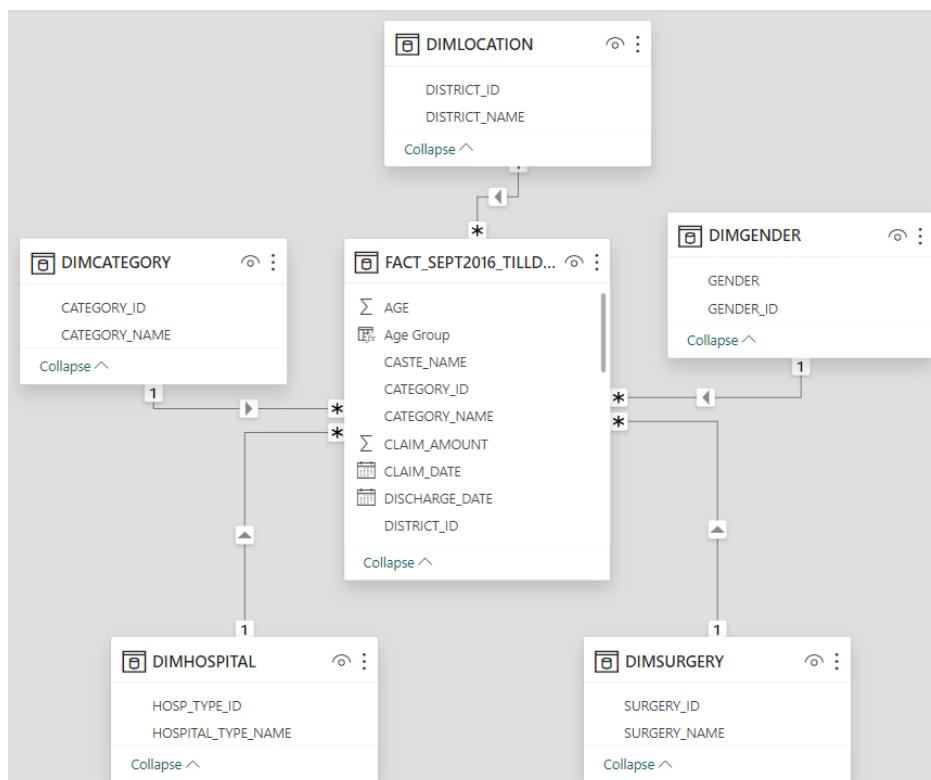 DIMLOCATION
DISTRICT_ID
DISTRICT_NAME
Collapse
1
*
DIMCATEGORY
CATEGORY_ID
CATEGORY_NAME
Collapse
1
*
FACT_SEPT2016_TILLD...
AGE
Age Group
CASTE_NAME
CATEGORY_ID
CATEGORY_NAME
CLAIM_AMOUNT
CLAIM_DATE
DISCHARGE_DATE
DISTRICT_ID
Collapse
DIMGENDER
GENDER
GENDER_ID
Collapse
1
*
*
*
1
DIMHOSPITAL
HOSP_TYPE_ID
HOSPITAL_TYPE_NAME
Collapse
1
DIMSURGERY
SURGERY_ID
SURGERY_NAME
Collapse